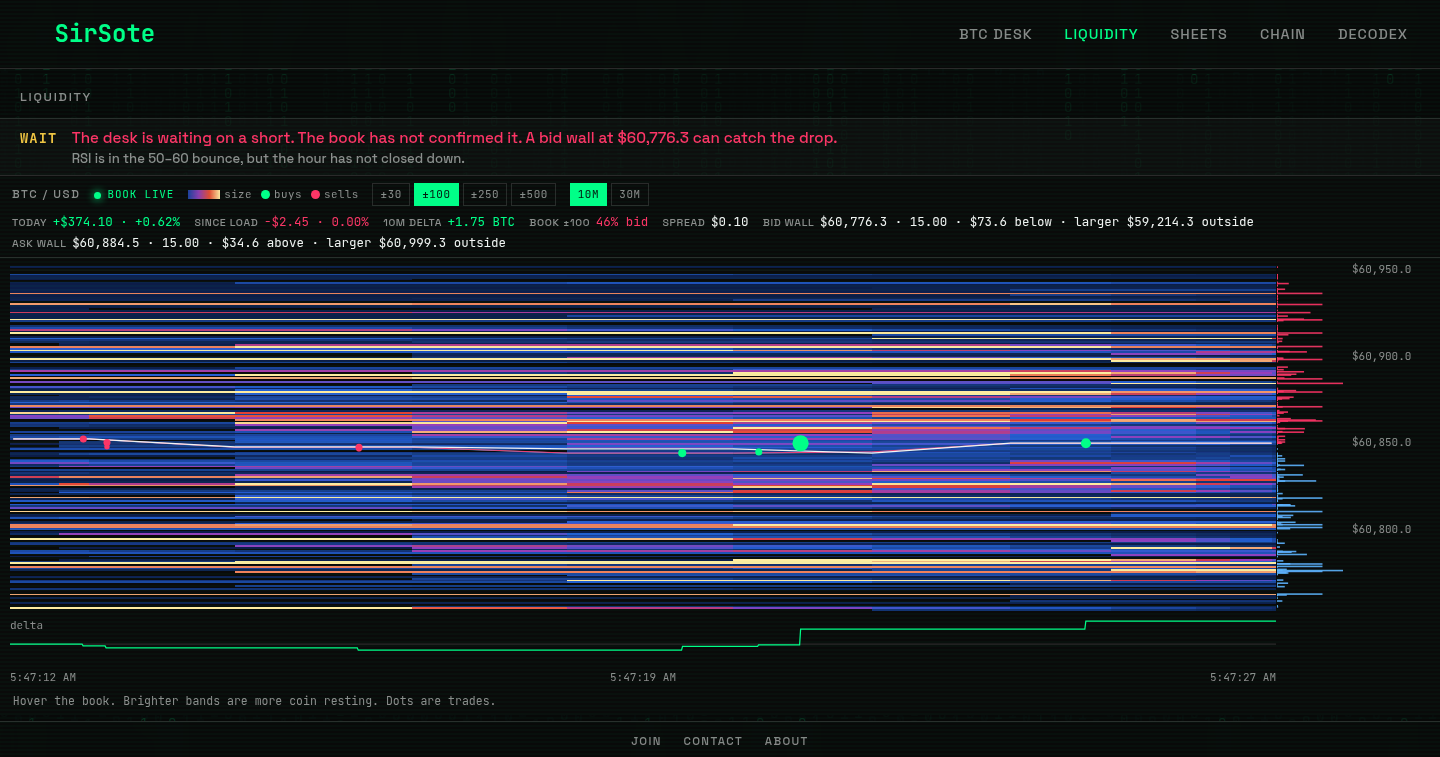 SirSote
BTC DESK LIQUIDITY SHEETS CHAIN DECODEX
LIQUIDITY
WAIT The desk is waiting on a short. The book has not confirmed it. A bid wall at $60,776.3 can catch the drop.
RSI is in the 50–60 bounce, but the hour has not closed down.
BTC / USD BOOK LIVE size buys sells ±30 ±100 ±250 ±500 10M 30M
TODAY +$374.10 · +0.62% SINCE LOAD -$2.45 · 0.00% 10M DELTA +1.75 BTC BOOK ±100 46% bid SPREAD $0.10 BID WALL $60,776.3 · 15.00 · $73.6 below · larger $59,214.3 outside
ASK WALL $60,884.5 · 15.00 · $34.6 above · larger $60,999.3 outside
$60,950.0
$60,900.0
$60,850.0
$60,800.0
delta
5:47:12 AM 5:47:19 AM 5:47:27 AM
Hover the book. Brighter bands are more coin resting. Dots are trades.
JOIN CONTACT ABOUT